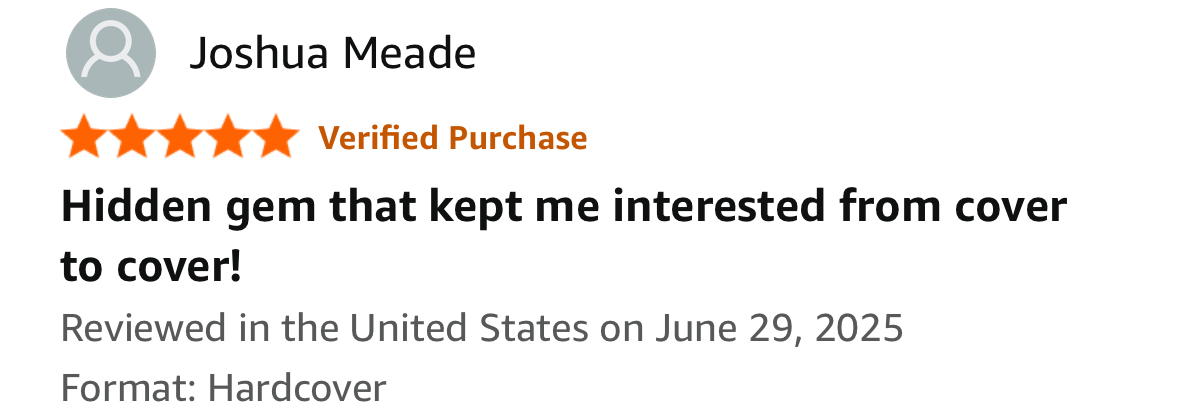 Joshua Meade
Verified Purchase
Hidden gem that kept me interested from cover
to cover!
Reviewed in the United States on June 29, 2025
Format: Hardcover